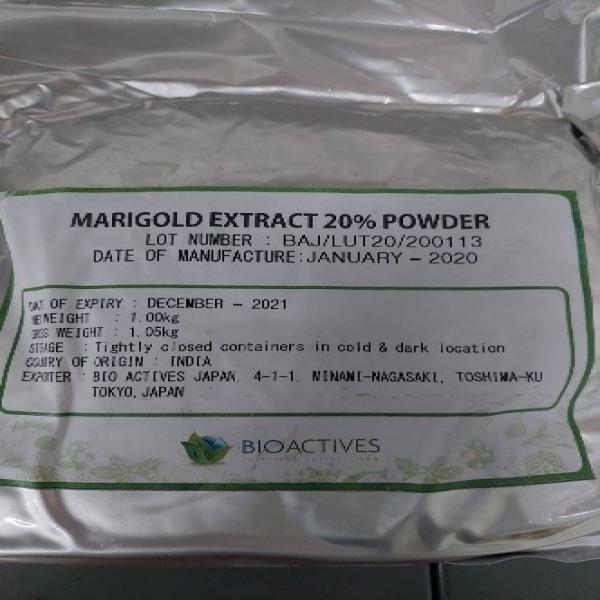 MARIGOLD EXTRACT 20% POWDER
LOT NUMBER : BAJ/LUT20/200113
DATE OF MANUFACTURE:JANUARY - 2020
OF EXPIRY : DECEMBER - 2021
WEIGHT : 1.00kg
WEIGHT : 1.05kg
: Tightly closed containers in cold & dark location
OF ORIGIN : INDIA
: BIO ACTIVES JAPAN, 4-1-1, MINAMI-NAGASAKI, TOSHIMA-KU
TOKYO, JAPAN
BIOACTIVES